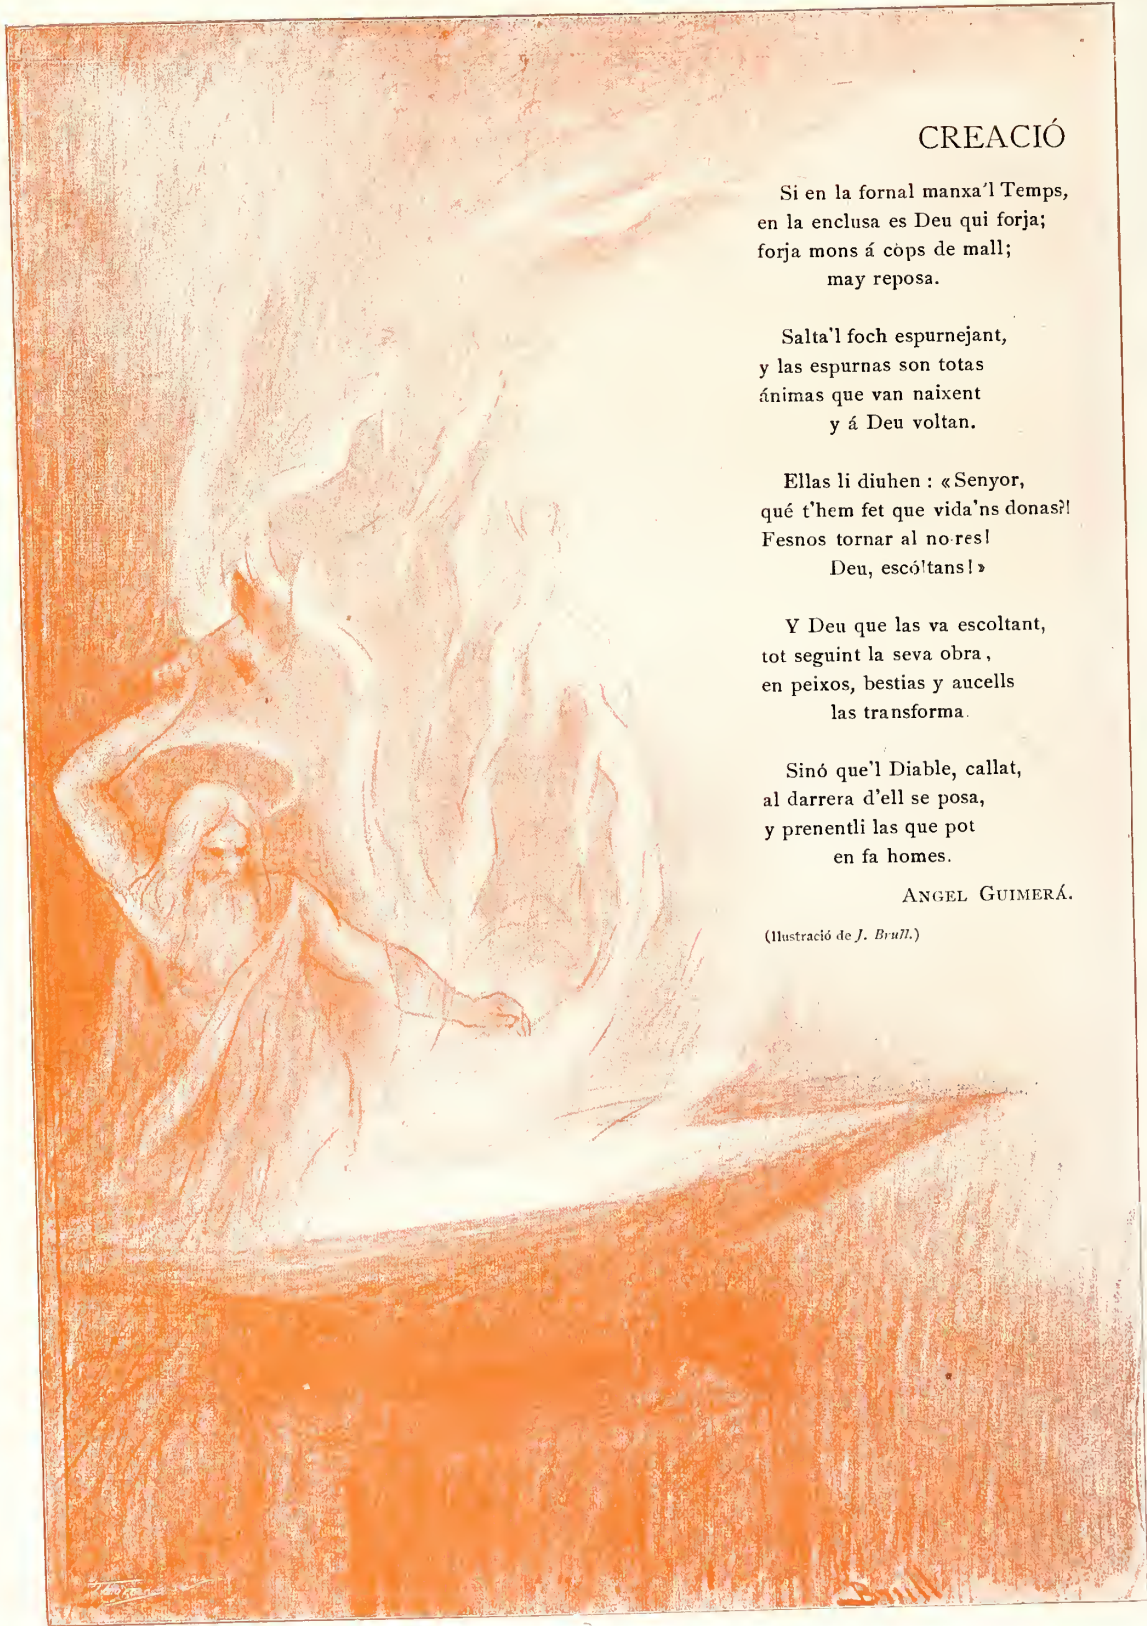 CREACIÓ
Si en la fornal manxa'l Temps,
en la enclusa es Deu qui forja;
forja mons á còps de mall;
may reposa.
Salta'l foch espurnejant,
y las espurnas son totas
ánimas que van naixent
y á Deu voltan.
Ellas li diuhen : «Senyor,
qué t'hem fet que vida'ns donas?!
Fesnos tornar al no-res!
Deu, escóltans!»
Y Deu que las va escoltant,
tot seguint la seva obra,
en peixos, bestias y aucells
las transforma.
Sinó que'l Diable, callat,
al darrera d'ell se posa,
y prenentli las que pot
en fa homes.
ANGEL GUIMERÁ.
(Ilustració de J. Brull.)
Brull